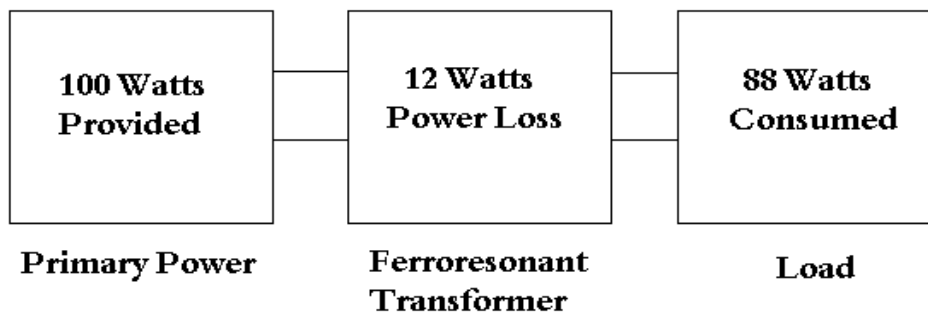 100 Watts
Provided
12 Watts
Power Loss
88 Watts
Consumed
Primary Power
Ferroresonant
Transformer
Load